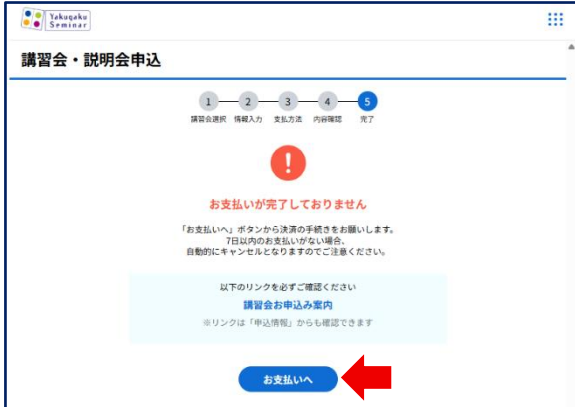 Yakugaku
Seminar
講習会・説明会申込
1 2 3 4 5
講習会選択 情報入力 支払方法 内容確認 完了
!
お支払いが完了しておりません
「お支払いへ」ボタンから決済の手続きをお願いします。
7日以内のお支払いがない場合、
自動的にキャンセルとなりますのでご注意ください。
以下のリンクを必ずご確認ください
講習会お申込み案内
※リンクは「申込情報」からも確認できます
お支払いへ